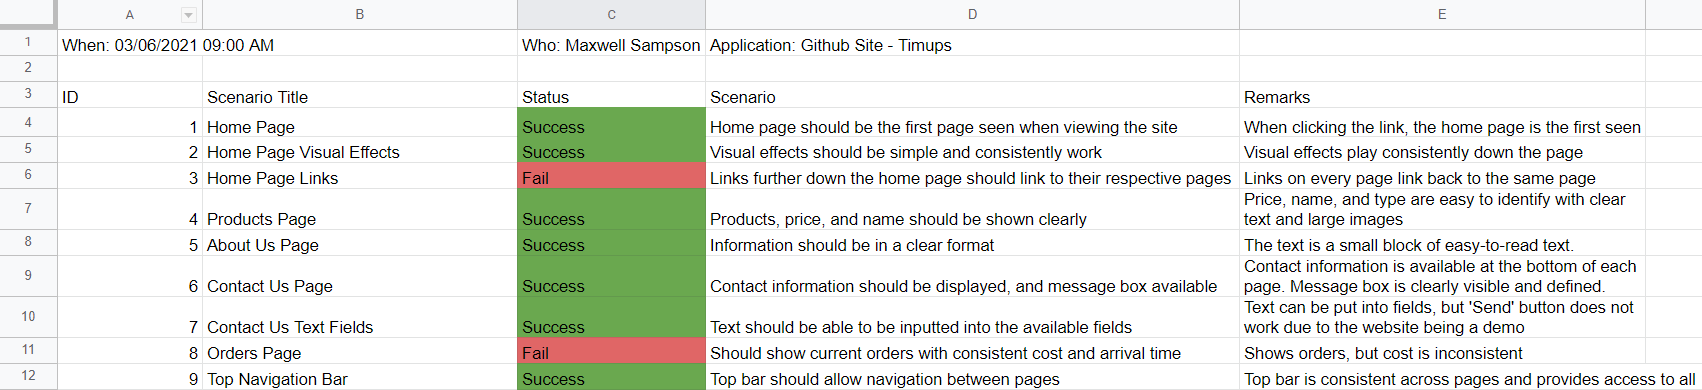 A B C D E
1 When: 03/06/2021 09:00 AM Who: Maxwell Sampson Application: Github Site - Timups
2
3 ID Scenario Title Status Scenario Remarks
4 1 Home Page Success Home page should be the first page seen when viewing the site When clicking the link, the home page is the first seen
5 2 Home Page Visual Effects Success Visual effects should be simple and consistently work Visual effects play consistently down the page
6 3 Home Page Links Fail Links further down the home page should link to their respective pages Links on every page link back to the same page
7 4 Products Page Success Products, price, and name should be shown clearly Price, name, and type are easy to identify with clear
text and large images
8 5 About Us Page Success Information should be in a clear format The text is a small block of easy-to-read text.
9 6 Contact Us Page Success Contact information should be displayed, and message box available Contact information is available at the bottom of each
page. Message box is clearly visible and defined.
10 7 Contact Us Text Fields Success Text should be able to be inputted into the available fields Text can be put into fields, but 'Send' button does not
work due to the website being a demo
11 8 Orders Page Fail Should show current orders with consistent cost and arrival time Shows orders, but cost is inconsistent
12 9 Top Navigation Bar Success Top bar should allow navigation between pages Top bar is consistent across pages and provides access to all